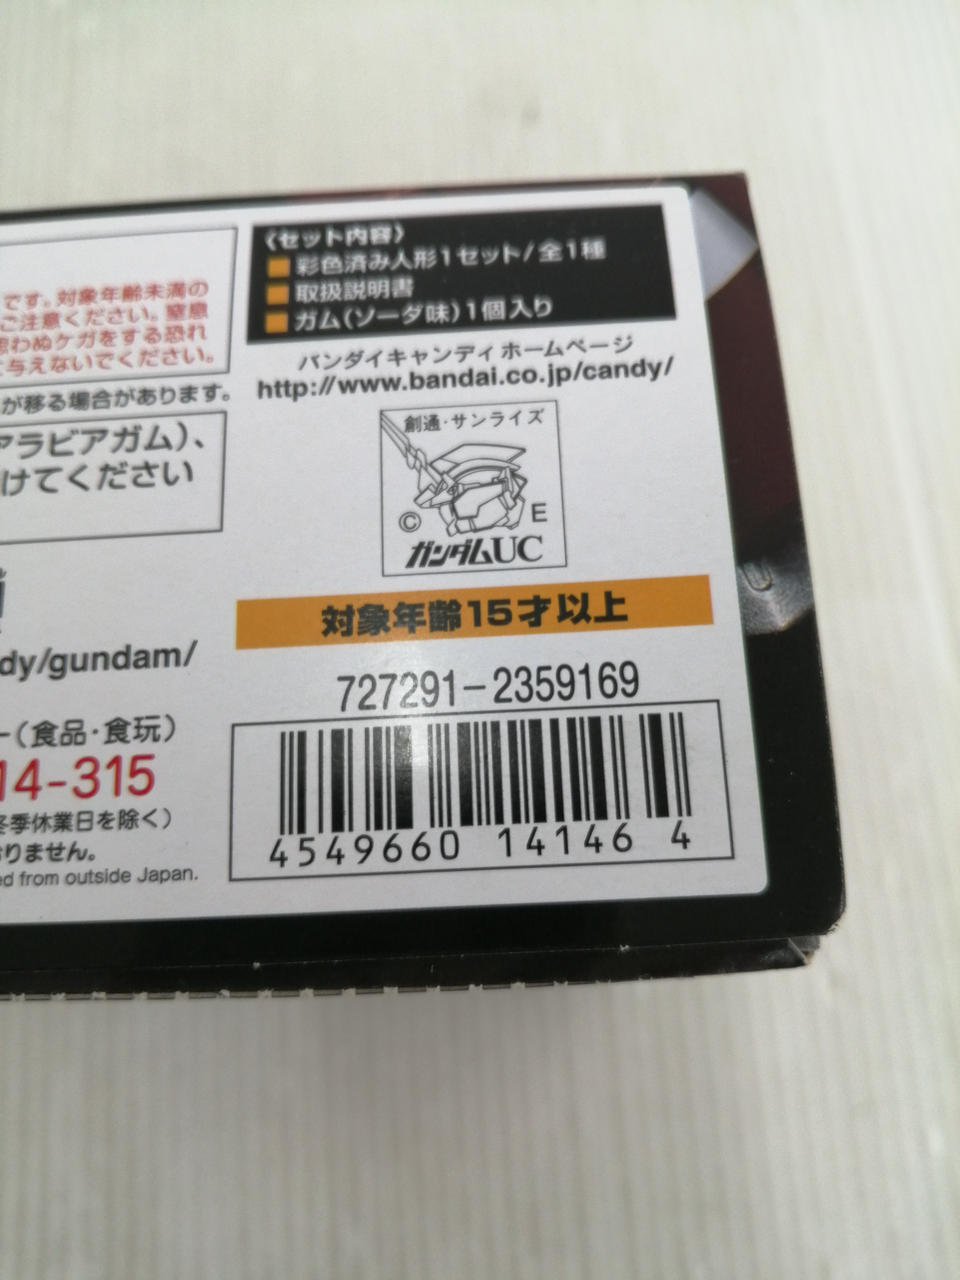 です。対象年齢未満の
ご注意ください。窒息
思わぬケガをする恐れ
与えないでください。
が移る場合があります。
アラビアガム)、
けてください
dy/gundam/
ー(食品・食玩)
14-315
冬季休業日を除く)
おりません。
ed from outside Japan.
〈セット内容〉
彩色済み人形1セット/全1種
取扱説明書
ガム(ソーダ味)1個入り
バンダイキャンディホームページ
http://www.bandai.co.jp/candy/
創通・サンライズ
© E
ガンダムUC
対象年齢15才以上
727291-2359169
4549660 14146 4